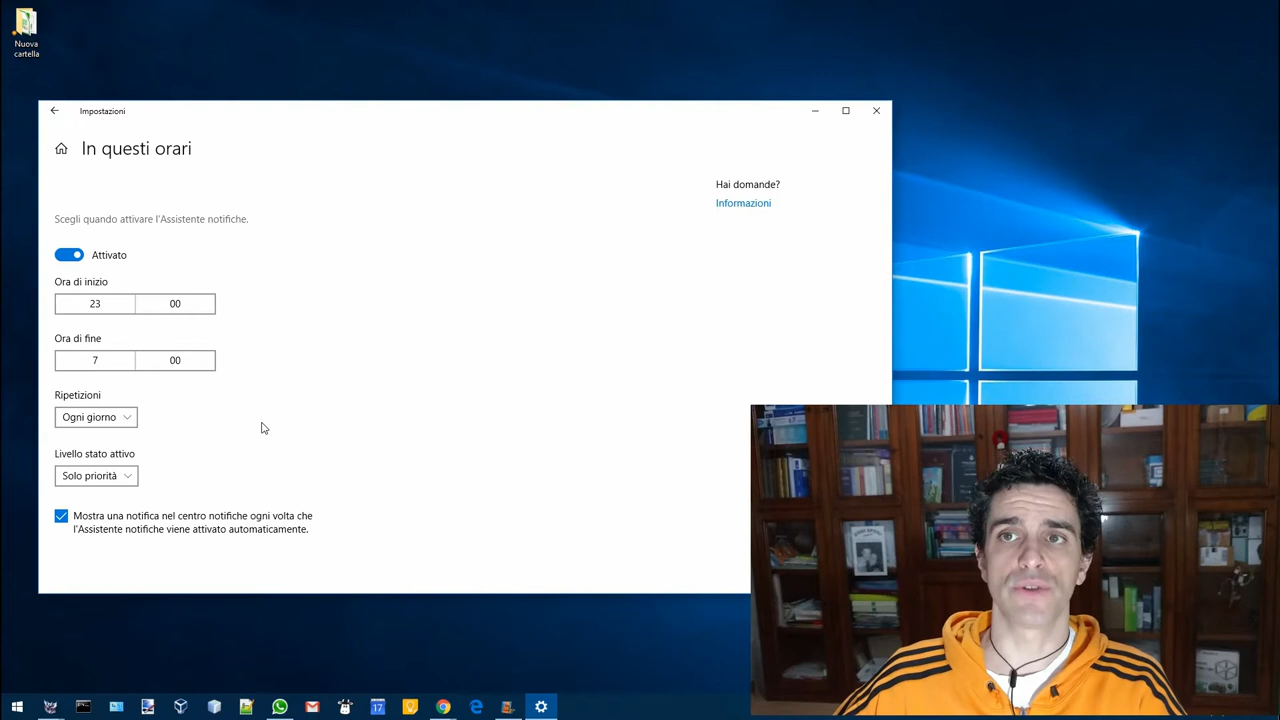 Nuova
cartella
Impostazioni
In questi orari
Hai domande?
Informazioni
Scegli quando attivare l'Assistente notifiche.
Attivato
Ora di inizio
23 00
Ora di fine
7 00
Ripetizioni
Ogni giorno
Livello stato attivo
Solo priorità
Mostra una notifica nel centro notifiche ogni volta che
l'Assistente notifiche viene attivato automaticamente.
17